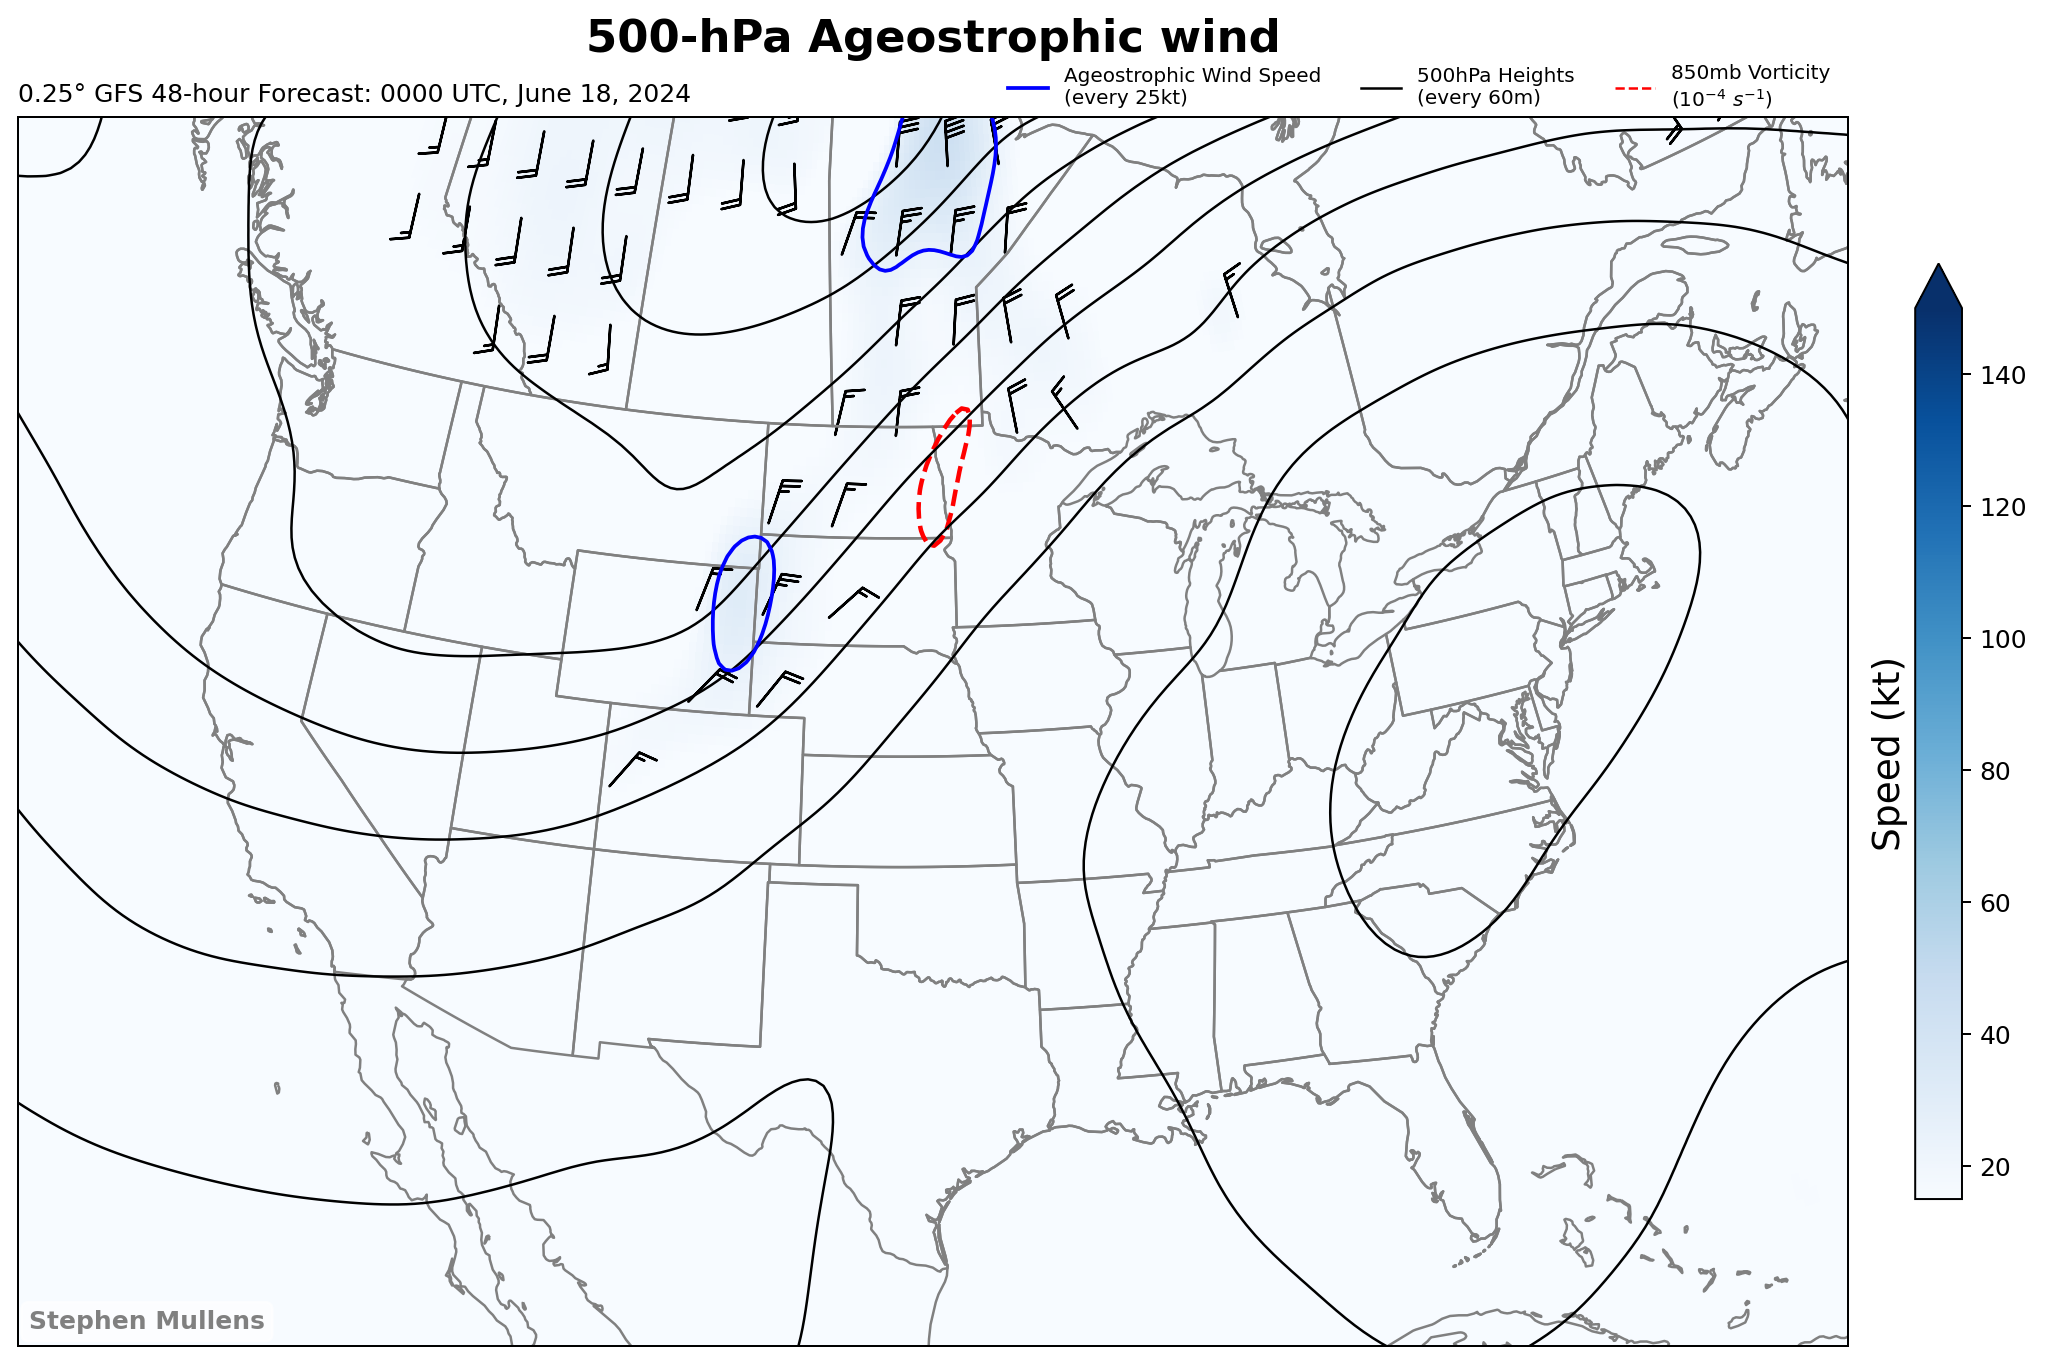 500-hPa Ageostrophic wind
0.25° GFS 48-hour Forecast: 0000 UTC, June 18, 2024
Ageostrophic Wind Speed
(every 25kt)
500hPa Heights
(every 60m)
850mb Vorticity
(10⁻⁴ s⁻¹)
140
120
100
80
60
40
20
Speed (kt)
Stephen Mullens